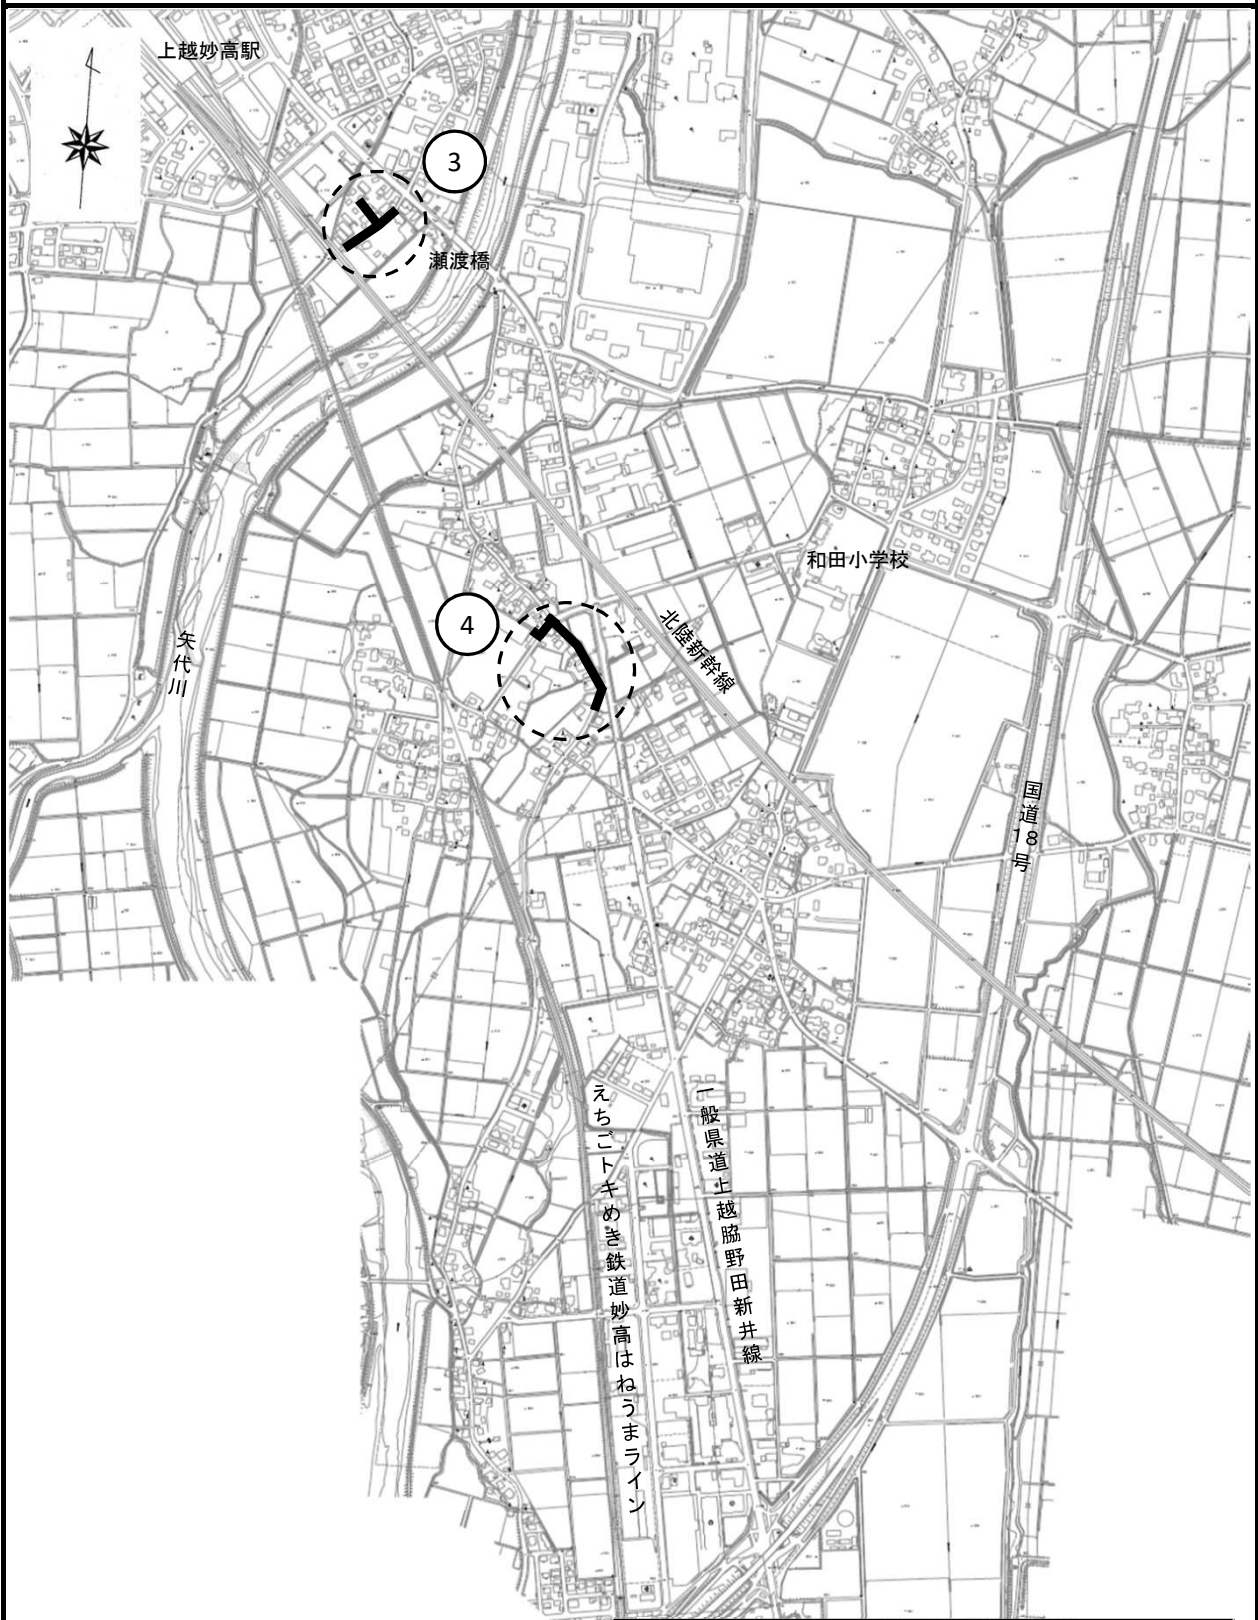 上越妙高駅
3
瀬渡橋
和田小学校
4
北陸新幹線
矢代川
国道18号
えちごトキめき鉄道妙高はねうまライン
一般県道上越脇野田新井線